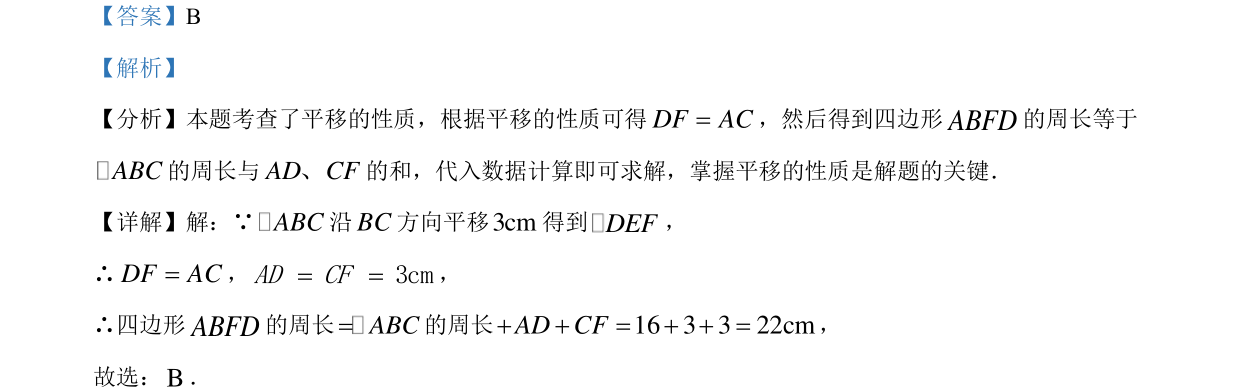 【答案】B
【解析】
【分析】本题考查了平移的性质，根据平移的性质可得 DF = AC，然后得到四边形 ABFD 的周长等于
□ABC 的周长与 AD、CF 的和，代入数据计算即可求解，掌握平移的性质是解题的关键．
【详解】解：∵□ABC 沿 BC 方向平移3cm 得到□DEF，
∴ DF = AC，AD = CF = 3cm，
∴四边形 ABFD 的周长=□ABC 的周长+AD+CF=16+3+3=22cm，
故选：B．